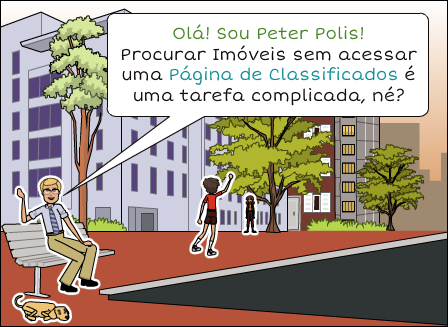 Olá! Sou Peter Polis!
Procurar Imóveis sem acessar
uma Página de Classificados é
uma tarefa complicada, né?